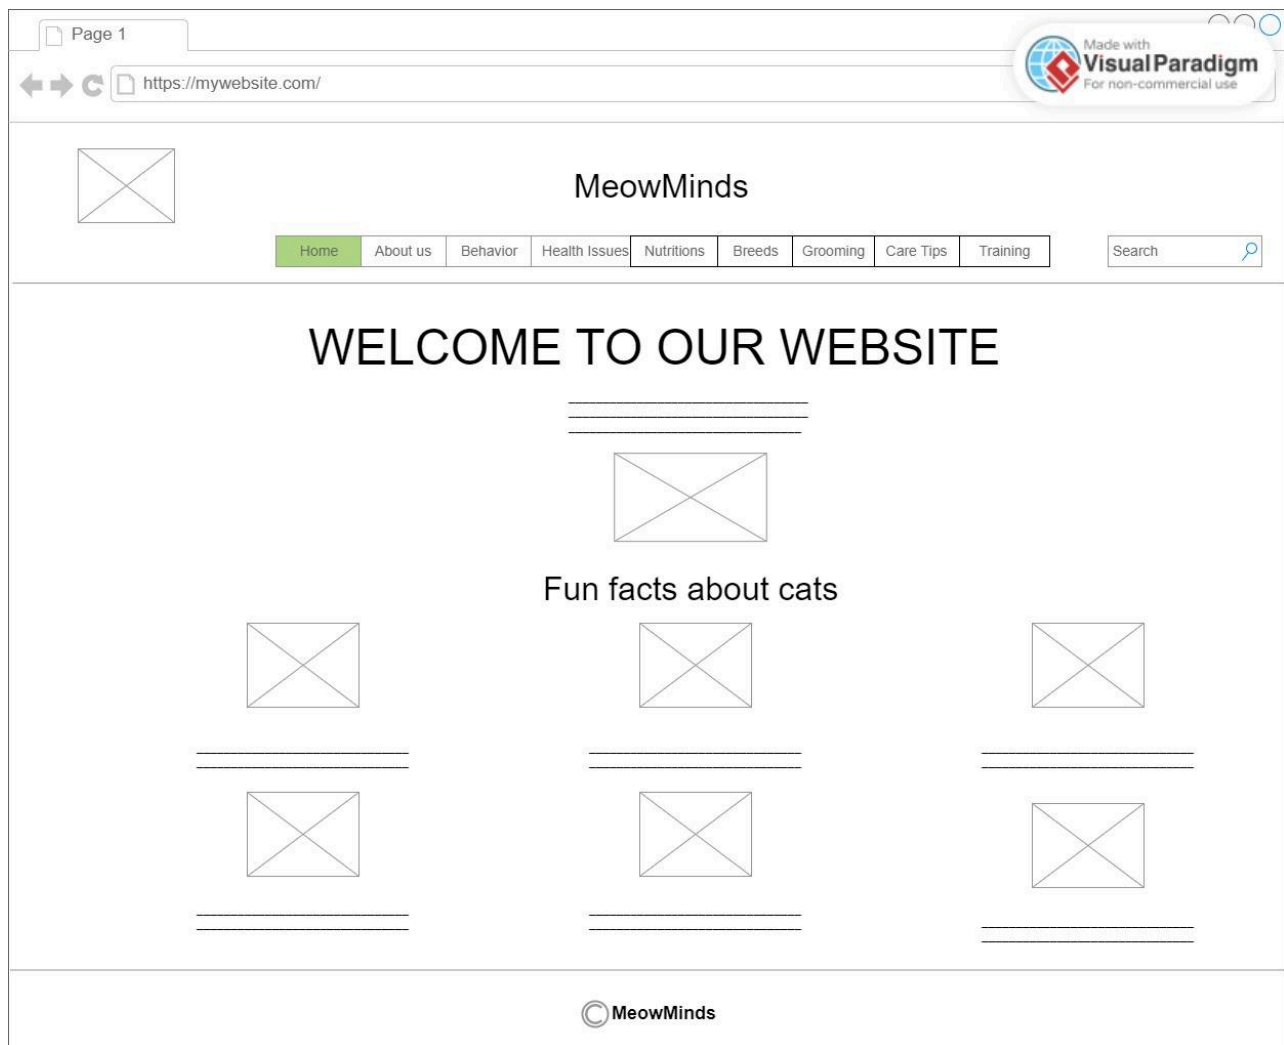 Page 1
Made with
Visual Paradigm
For non-commercial use
https://mywebsite.com/
MeowMinds
Home About us Behavior Health Issues Nutritions Breeds Grooming Care Tips Training Search
WELCOME TO OUR WEBSITE
Fun facts about cats
© MeowMinds